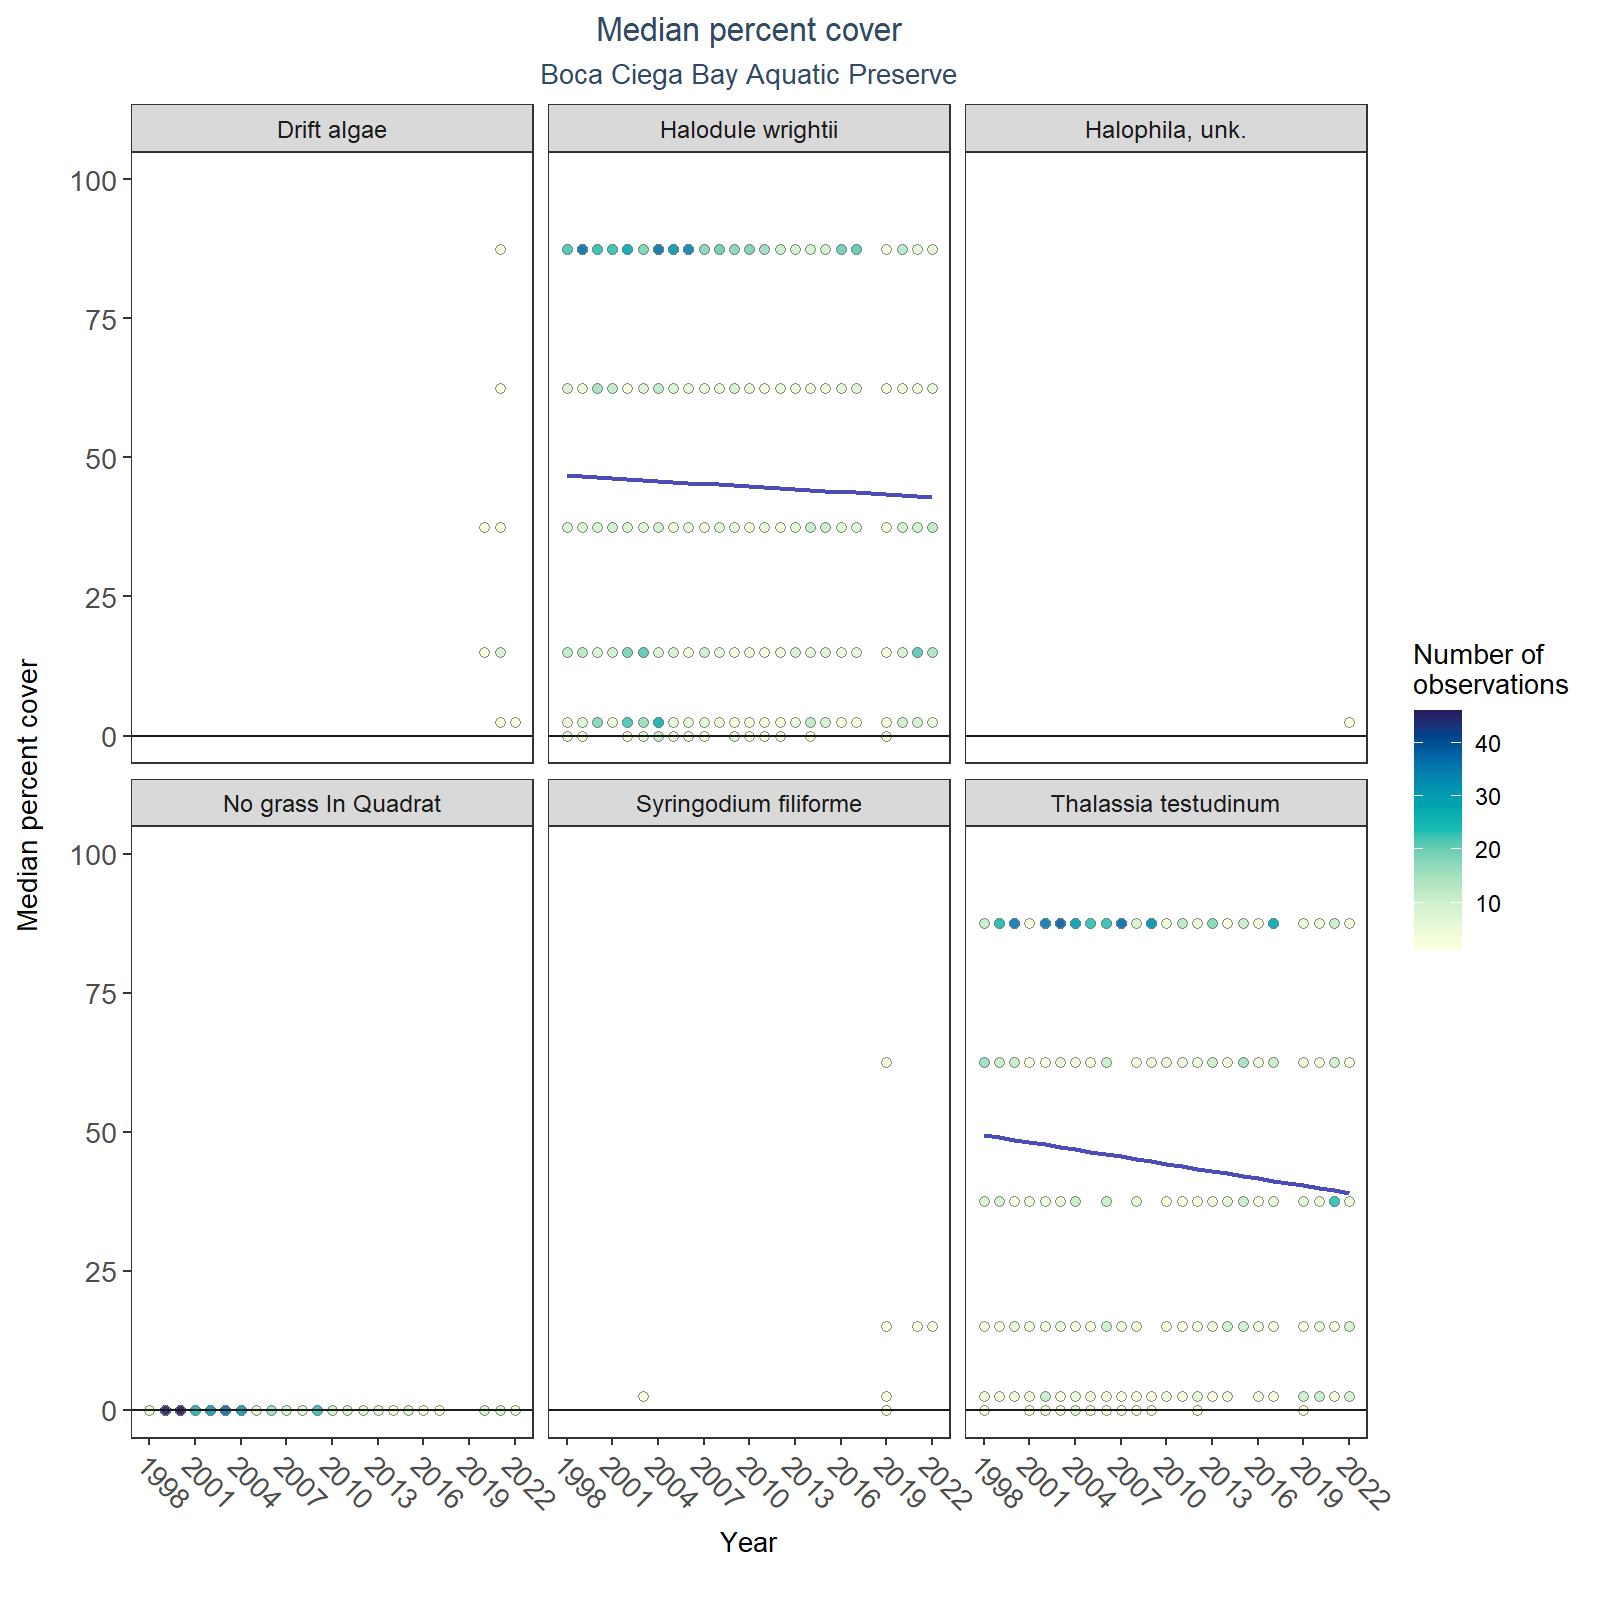 Median percent cover
Boca Ciega Bay Aquatic Preserve
Drift algae
Halodule wrightii
Halophila, unk.
100
75
50
25
0
No grass In Quadrat
Syringodium filiforme
Thalassia testudinum
100
75
50
25
0
Median percent cover
1998 2001 2004 2007 2010 2013 2016 2019 2022
1998 2001 2004 2007 2010 2013 2016 2019 2022
1998 2001 2004 2007 2010 2013 2016 2019 2022
Year
Number of
observations
40
30
20
10